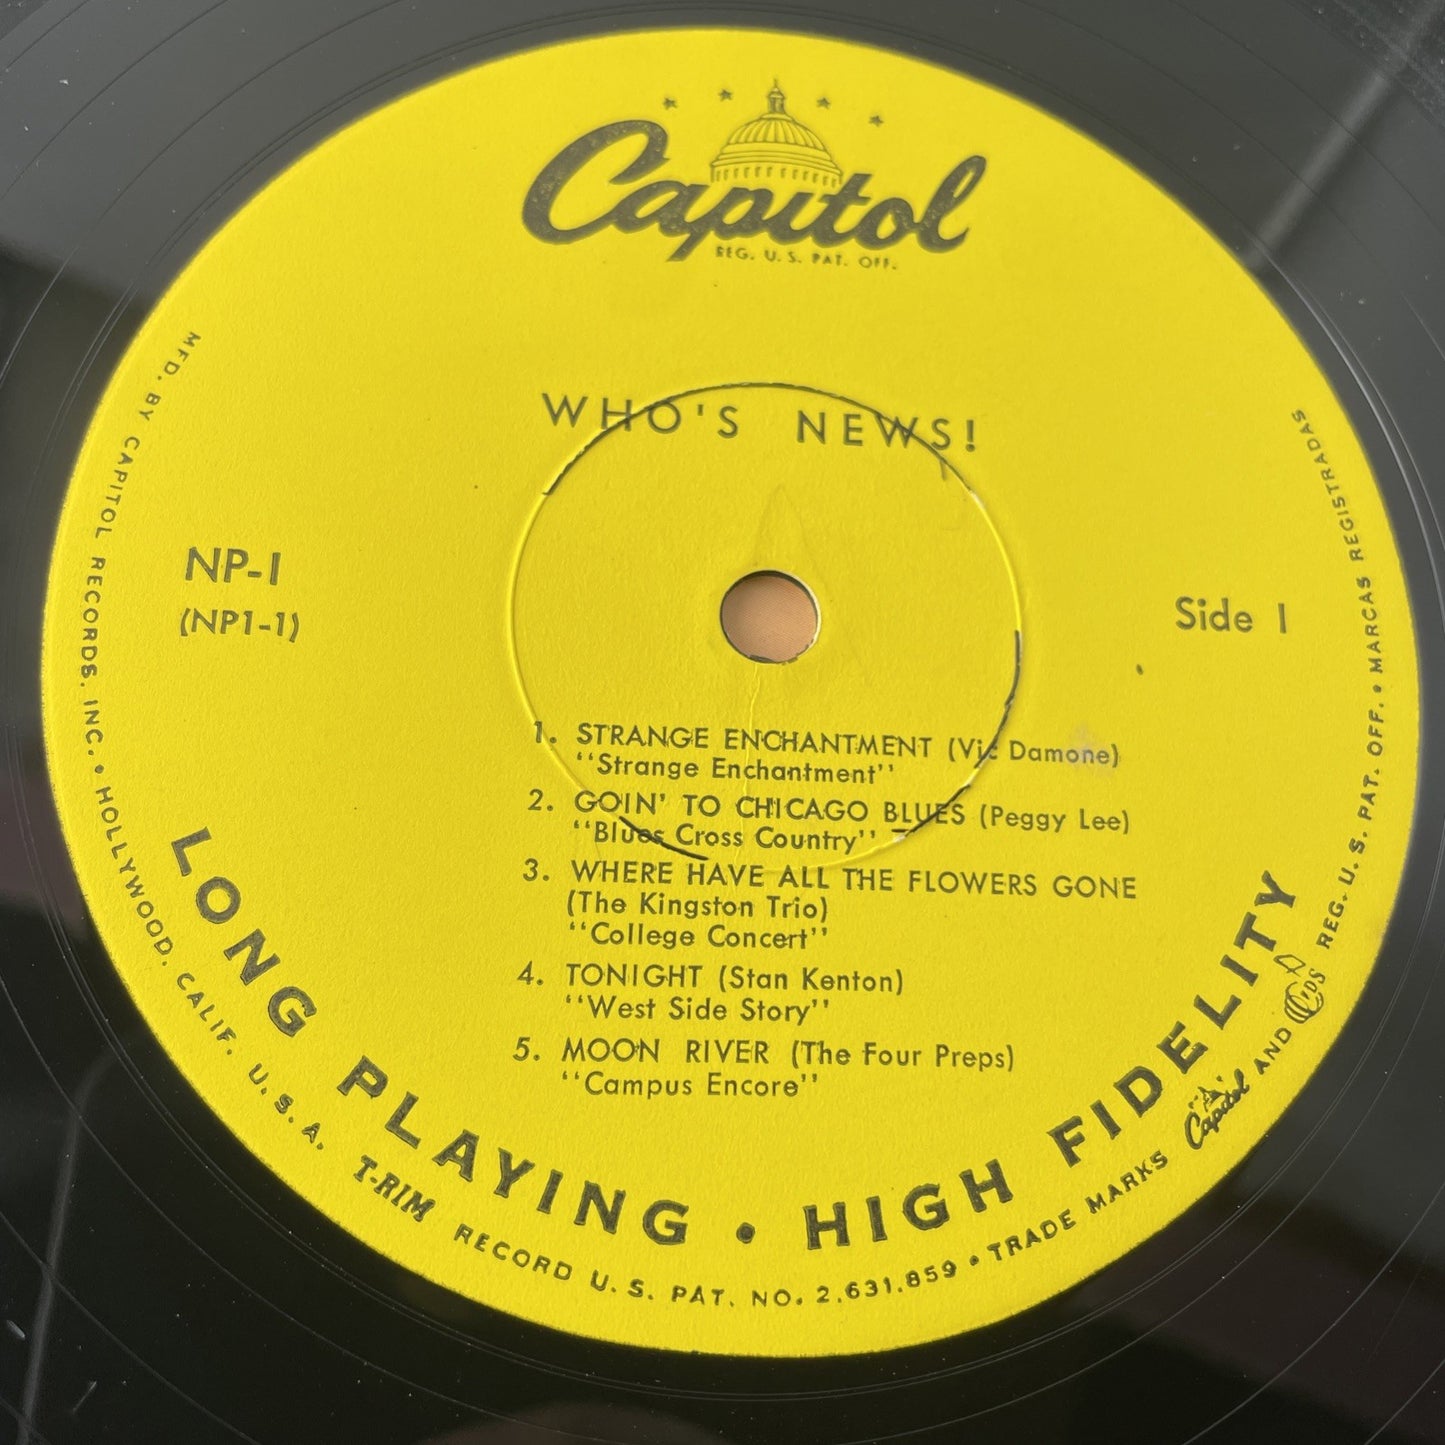 Capitol
REG. U.S. PAT. OFF.
WHO'S NEWS!
NP-1
(NP1-1)
Side 1
1. STRANGE ENCHANTMENT (Vic Damone)
"Strange Enchantment"
2. GOIN' TO CHICAGO BLUES (Peggy Lee)
"Blues Cross Country"
3. WHERE HAVE ALL THE FLOWERS GONE
(The Kingston Trio)
"College Concert"
4. TONIGHT (Stan Kenton)
"West Side Story"
5. MOON RIVER (The Four Preps)
"Campus Encore"
LONG PLAYING • HIGH FIDELITY
MFD. BY CAPITOL RECORDS, INC. • HOLLYWOOD, CALIF. U.S.A. T-RIM RECORD U.S. PAT. NO. 2,631,859 • TRADE MARKS Capitol AND REG. U.S. PAT. OFF. • MARCAS REGISTRADAS